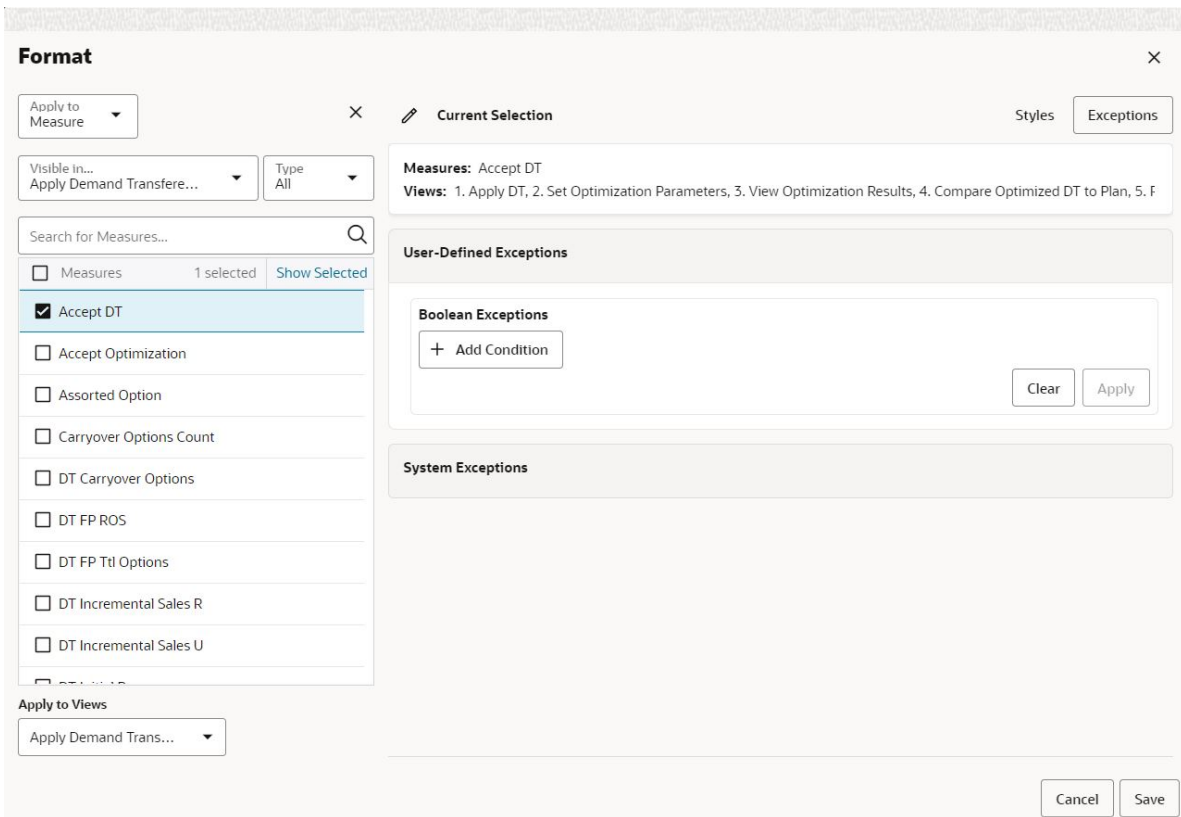 Format
Apply to
Measure
Visible in...
Apply Demand Transfere...
Type
All
Search for Measures...
Measures 1 selected Show Selected
Accept DT
Accept Optimization
Assorted Option
Carryover Options Count
DT Carryover Options
DT FP ROS
DT FP Ttl Options
DT Incremental Sales R
DT Incremental Sales U
Apply to Views
Apply Demand Trans...
Current Selection
Styles Exceptions
Measures: Accept DT
Views: 1. Apply DT, 2. Set Optimization Parameters, 3. View Optimization Results, 4. Compare Optimized DT to Plan, 5.
User-Defined Exceptions
Boolean Exceptions
+ Add Condition
Clear Apply
System Exceptions
Cancel Save